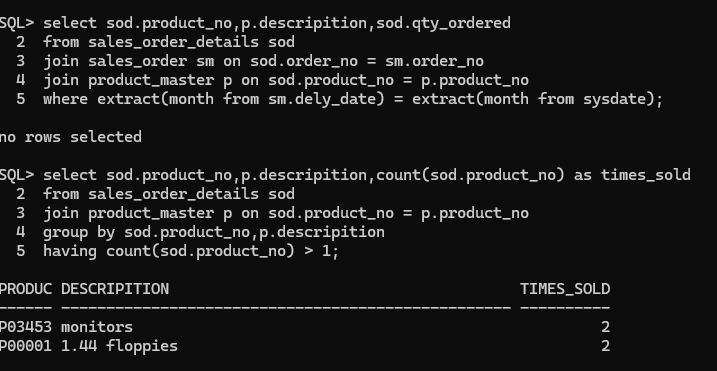 SQL> select sod.product_no,p.descripition,sod.qty_ordered
2 from sales_order_details sod
3 join sales_order sm on sod.order_no = sm.order_no
4 join product_master p on sod.product_no = p.product_no
5 where extract(month from sm.dely_date) = extract(month from sysdate);
no rows selected
SQL> select sod.product_no,p.descripition,count(sod.product_no) as times_sold
2 from sales_order_details sod
3 join product_master p on sod.product_no = p.product_no
4 group by sod.product_no,p.descripition
5 having count(sod.product_no) > 1;
PRODUC DESCRIPITION TIMES_SOLD
------ -------------------------------------------------- ----------
P03453 monitors 2
P00001 1.44 floppies 2